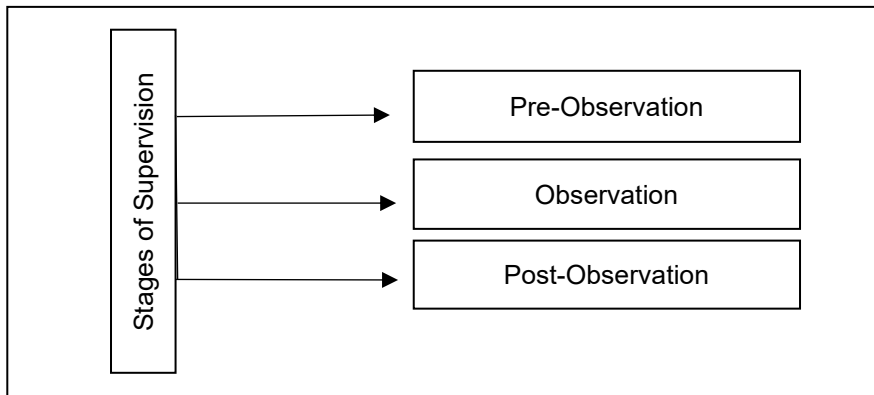 Stages of Supervision
Pre-Observation
Observation
Post-Observation